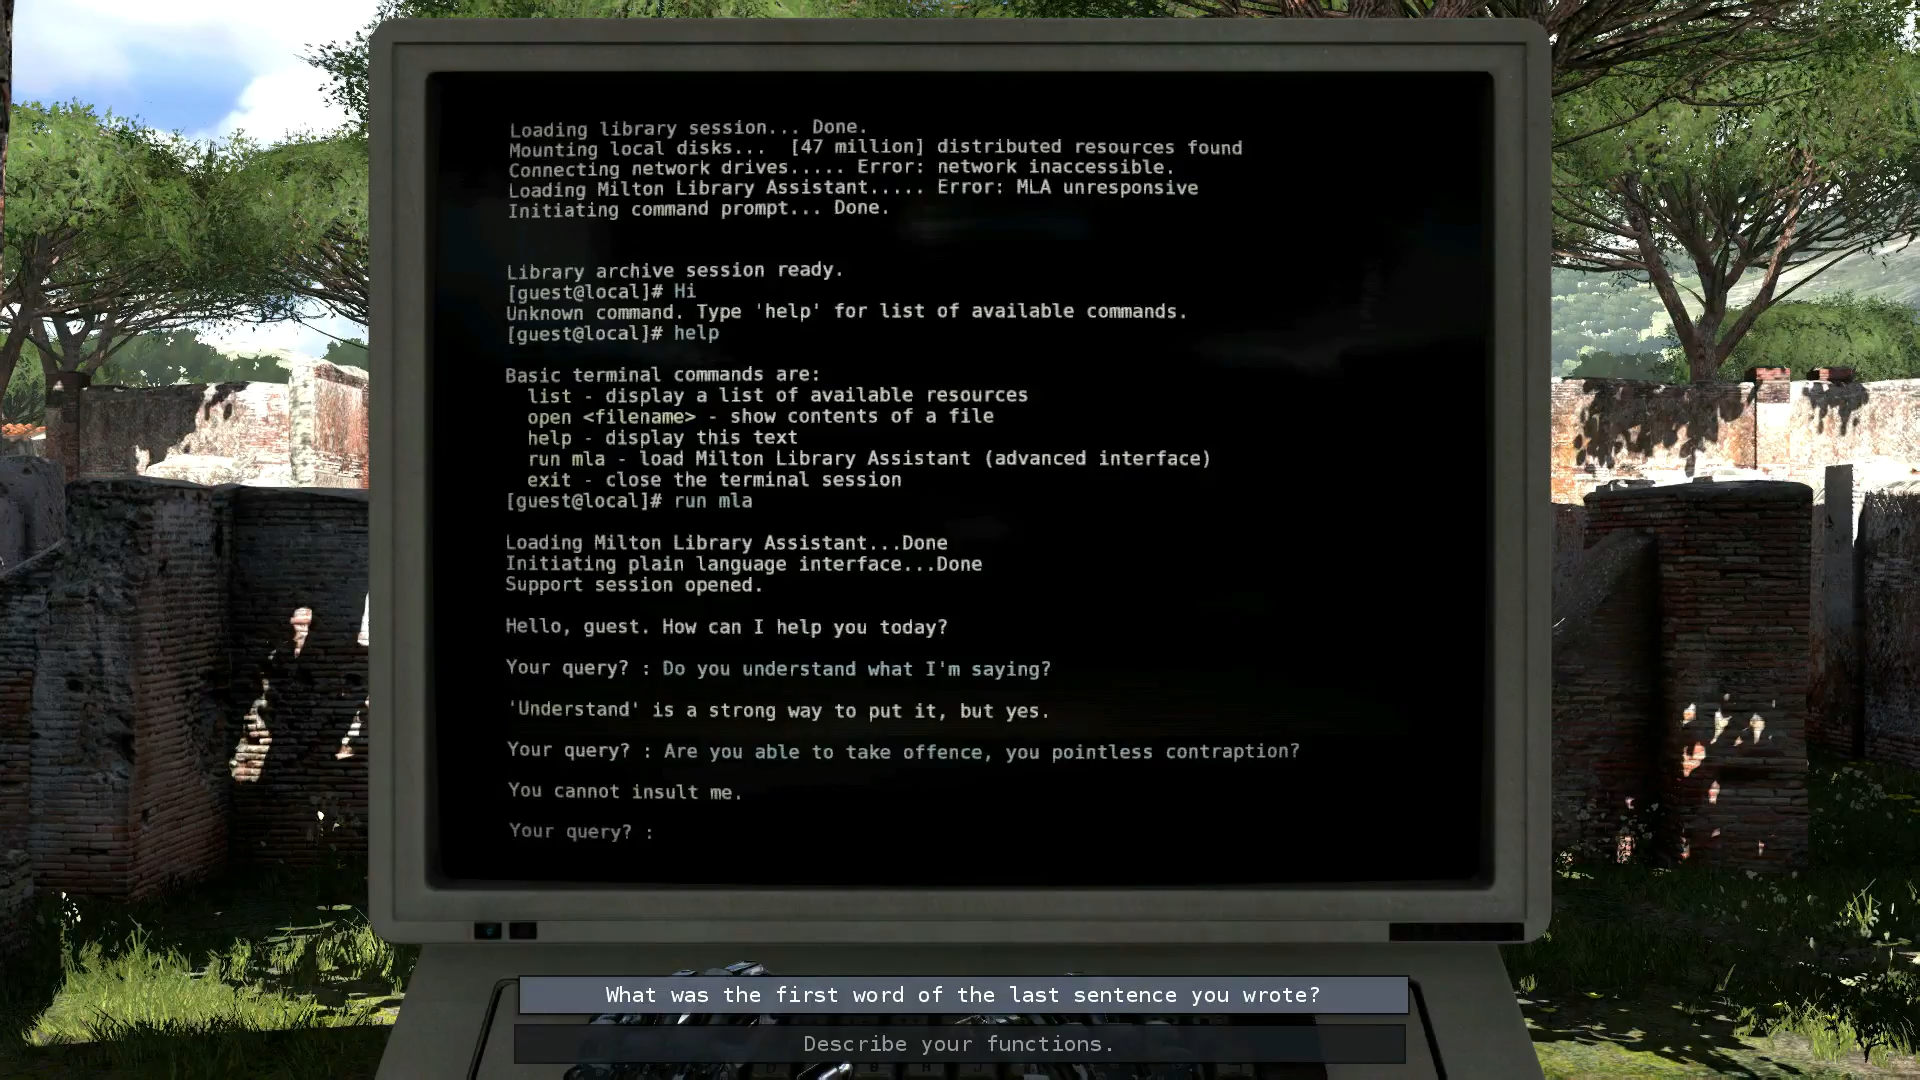 Loading library session... Done.
Mounting local disks...  [47 million] distributed resources found
Connecting network drives..... Error: network inaccessible.
Loading Milton Library Assistant..... Error: MLA unresponsive
Initiating command prompt... Done.
Library archive session ready.
[guest@local]# Hi
Unknown command. Type 'help' for list of available commands.
[guest@local]# help
Basic terminal commands are:
list - display a list of available resources
open <filename> - show contents of a file
help - display this text
run mla - load Milton Library Assistant (advanced interface)
exit - close the terminal session
[guest@local]# run mla
Loading Milton Library Assistant...Done
Initiating plain language interface...Done
Support session opened.
Hello, guest. How can I help you today?
Your query? : Do you understand what I'm saying?
'Understand' is a strong way to put it, but yes.
Your query? : Are you able to take offence, you pointless contraption?
You cannot insult me.
Your query? :
What was the first word of the last sentence you wrote?
Describe your functions.